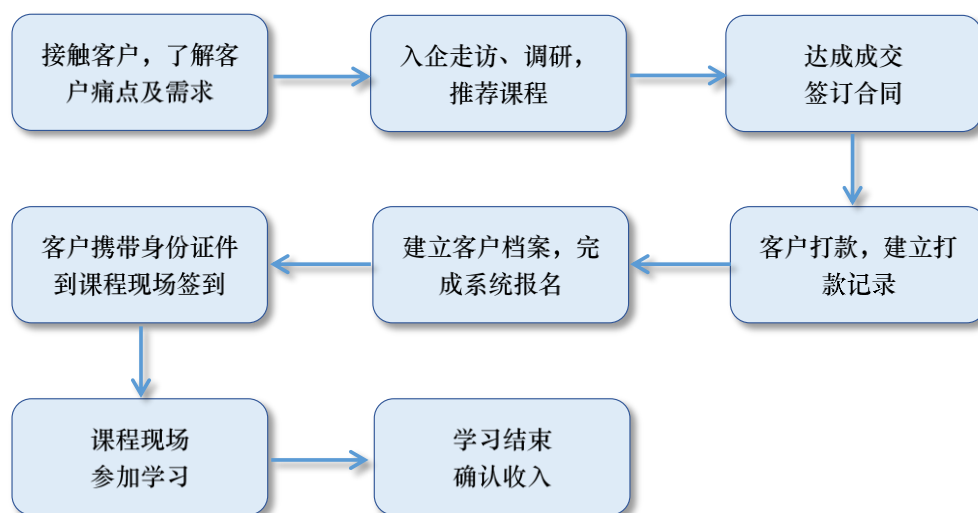 接触客户，了解客
户痛点及需求
入企走访、调研，
推荐课程
达成成交
签订合同
客户打款，建立打
款记录
建立客户档案，完
成系统报名
客户携带身份证件
到课程现场签到
课程现场
参加学习
学习结束
确认收入